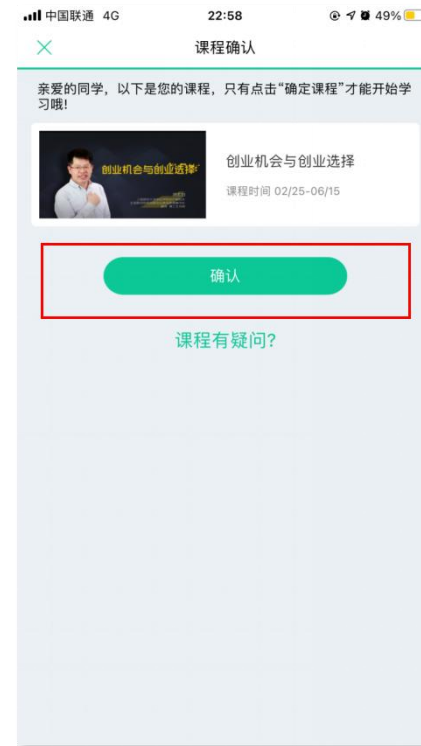 中国联通 4G 22:58 49%
课程确认
亲爱的同学，以下是您的课程，只有点击“确定课程”才能开始学
习哦!
创业机会与创业选择
创业机会与创业选择
课程时间 02/25-06/15
确认
课程有疑问?